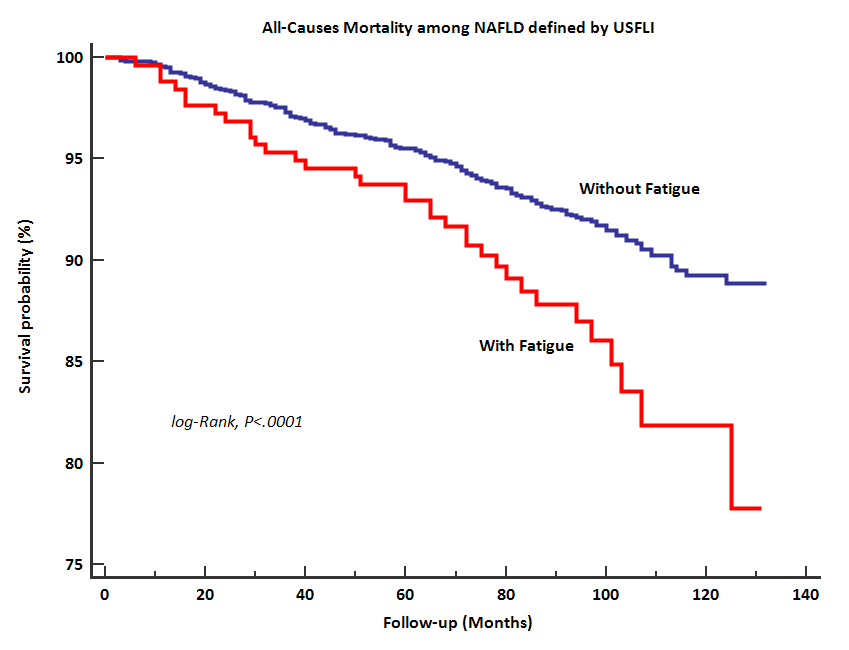 All-Causes Mortality among NAFLD defined by USFLI
100
95
90
85
80
75
Survival probability (%)
Without Fatigue
With Fatigue
log-Rank, P<.0001
0 20 40 60 80 100 120 140
Follow-up (Months)